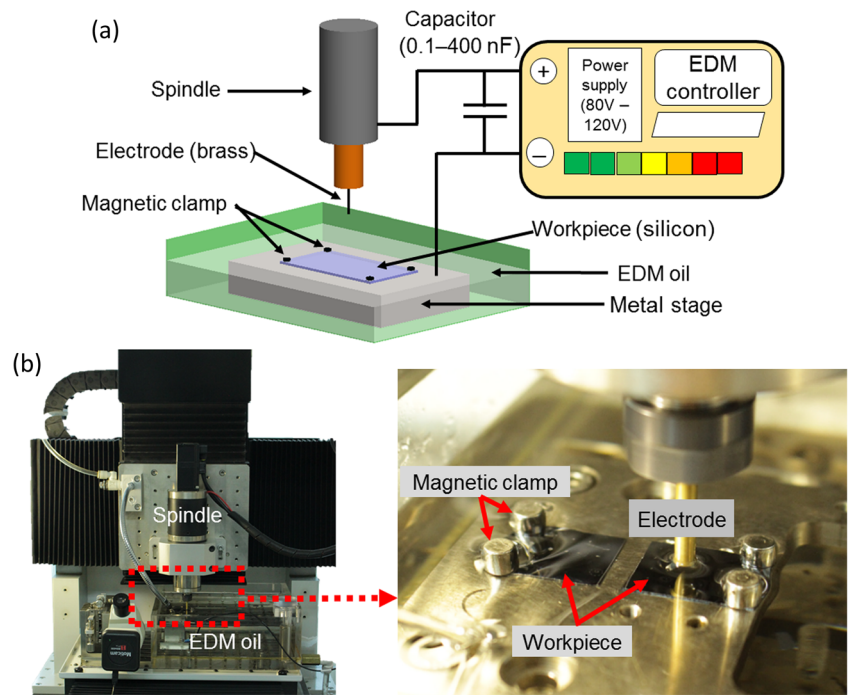 (a)
Capacitor
(0.1–400 nF)
Spindle
Electrode (brass)
Magnetic clamp
+
–
Power
supply
(80V –
120V)
EDM
controller
Workpiece (silicon)
EDM oil
Metal stage
(b)
Spindle
EDM oil
Magnetic clamp
Electrode
Workpiece